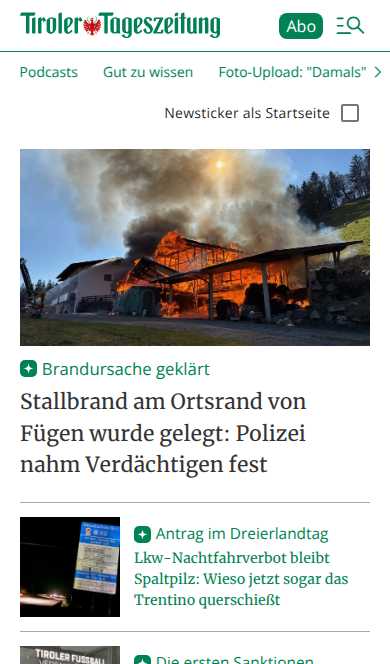 Tiroler Tageszeitung
Abo
Podcasts Gut zu wissen Foto-Upload: "Damals"
Newsticker als Startseite
Brandursache geklärt
Stallbrand am Ortsrand von
Fügen wurde gelegt: Polizei
nahm Verdächtigen fest
Antrag im Dreierlandtag
Lkw-Nachtfahrverbot bleibt
Spaltpilz: Wieso jetzt sogar das
Trentino querschießt
TIROLER FUSSBALL
Die ersten Sanktionen